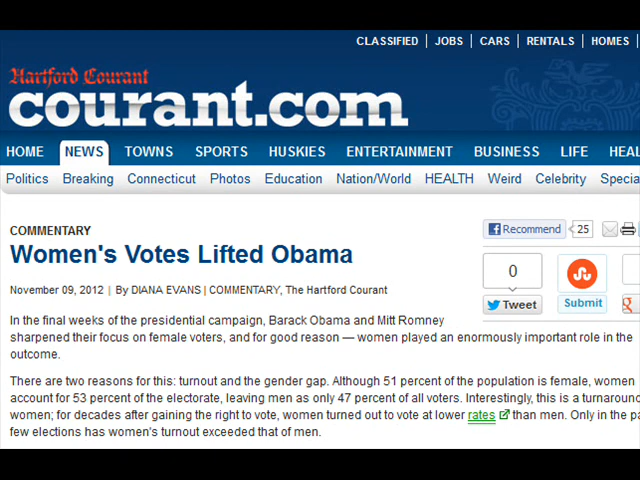 CLASSIFIED | JOBS | CARS | RENTALS | HOMES
Hartford Courant
courant.com
HOME NEWS TOWNS SPORTS HUSKIES ENTERTAINMENT BUSINESS LIFE HEAL
Politics Breaking Connecticut Photos Education Nation/World HEALTH Weird Celebrity Specia
COMMENTARY
Recommend 25
Women's Votes Lifted Obama
0
November 09, 2012 | By DIANA EVANS | COMMENTARY, The Hartford Courant
Tweet Submit
In the final weeks of the presidential campaign, Barack Obama and Mitt Romney
sharpened their focus on female voters, and for good reason — women played an enormously important role in the
outcome.
There are two reasons for this: turnout and the gender gap. Although 51 percent of the population is female, women
account for 53 percent of the electorate, leaving men as only 47 percent of all voters. Interestingly, this is a turnaroun
women; for decades after gaining the right to vote, women turned out to vote at lower rates than men. Only in the pa
few elections has women's turnout exceeded that of men.